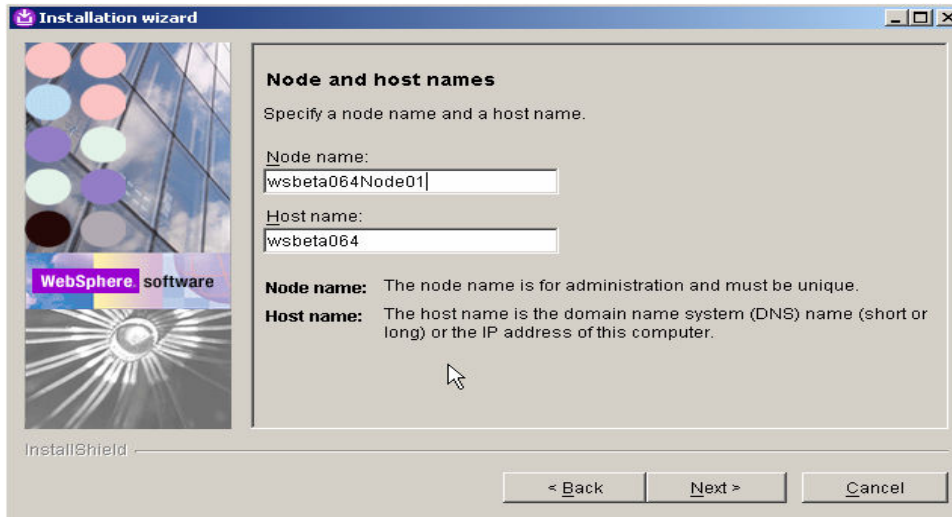 Installation wizard
Node and host names
Specify a node name and a host name.
Node name:
wsbeta064Node01
Host name:
wsbeta064
WebSphere. software
Node name: The node name is for administration and must be unique.
Host name: The host name is the domain name system (DNS) name (short or
long) or the IP address of this computer.
InstallShield
< Back Next > Cancel